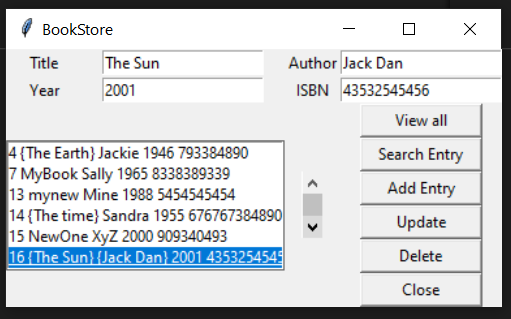 BookStore
Title The Sun Author Jack Dan
Year 2001 ISBN 43532545456
View all
Search Entry
Add Entry
Update
Delete
Close
4 {The Earth} Jackie 1946 793384890
7 MyBook Sally 1965 8338389339
13 mynew Mine 1988 5454545454
14 {The time} Sandra 1955 676767384890
15 NewOne XyZ 2000 909340493
16 {The Sun} {Jack Dan} 2001 4353254545